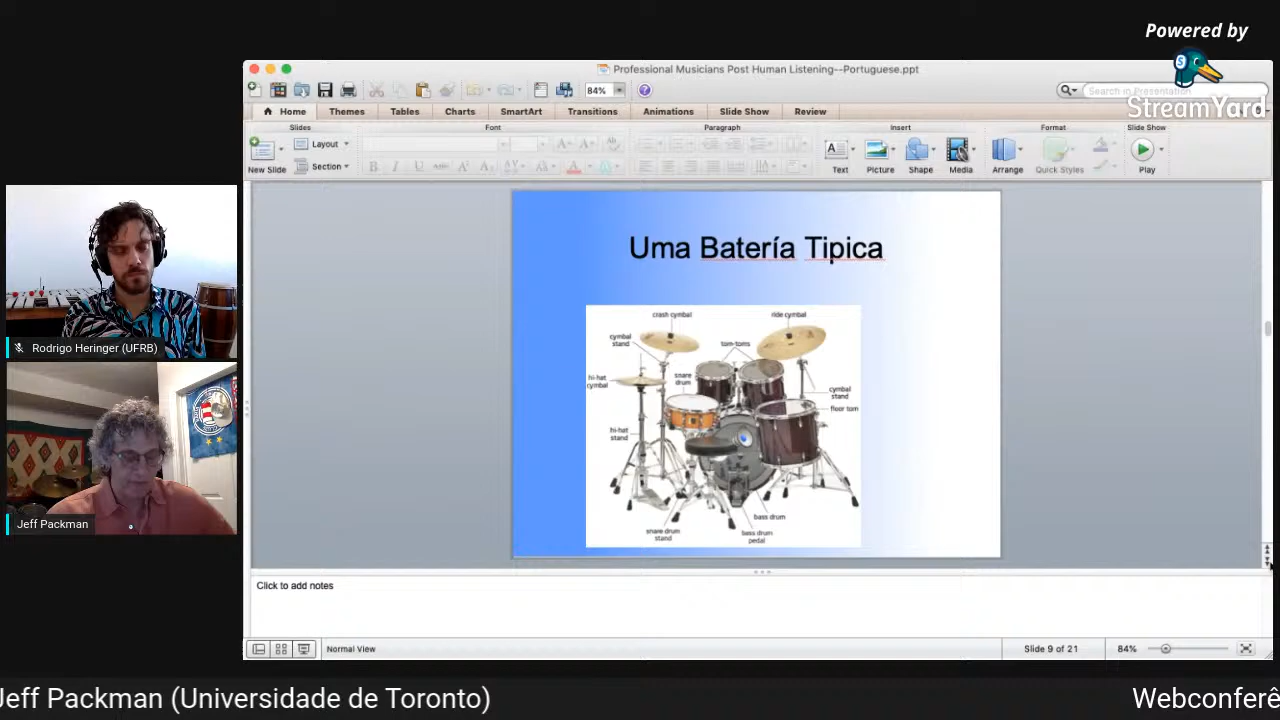 Powered by
StreamYard
Professional Musicians Post Human Listening--Portuguese.ppt
84%
Search in Presentation
Home
Themes
Tables
Charts
SmartArt
Transitions
Animations
Slide Show
Review
Slides
Font
Paragraph
Insert
Format
Slide Show
Layout
Section
New Slide
Text
Picture
Shape
Media
Arrange
Quick Styles
Play
Uma Batería Tipica
crash cymbal
ride cymbal
cymbal
stand
tom-toms
hi-hat
cymbal
snare
drum
cymbal
stand
floor tom
hi-hat
stand
bass drum
snare drum
stand
bass drum
pedal
Rodrigo Heringer (UFRB)
Jeff Packman
Click to add notes
Normal View
Slide 9 of 21
84%
Jeff Packman (Universidade de Toronto)
Webconferê